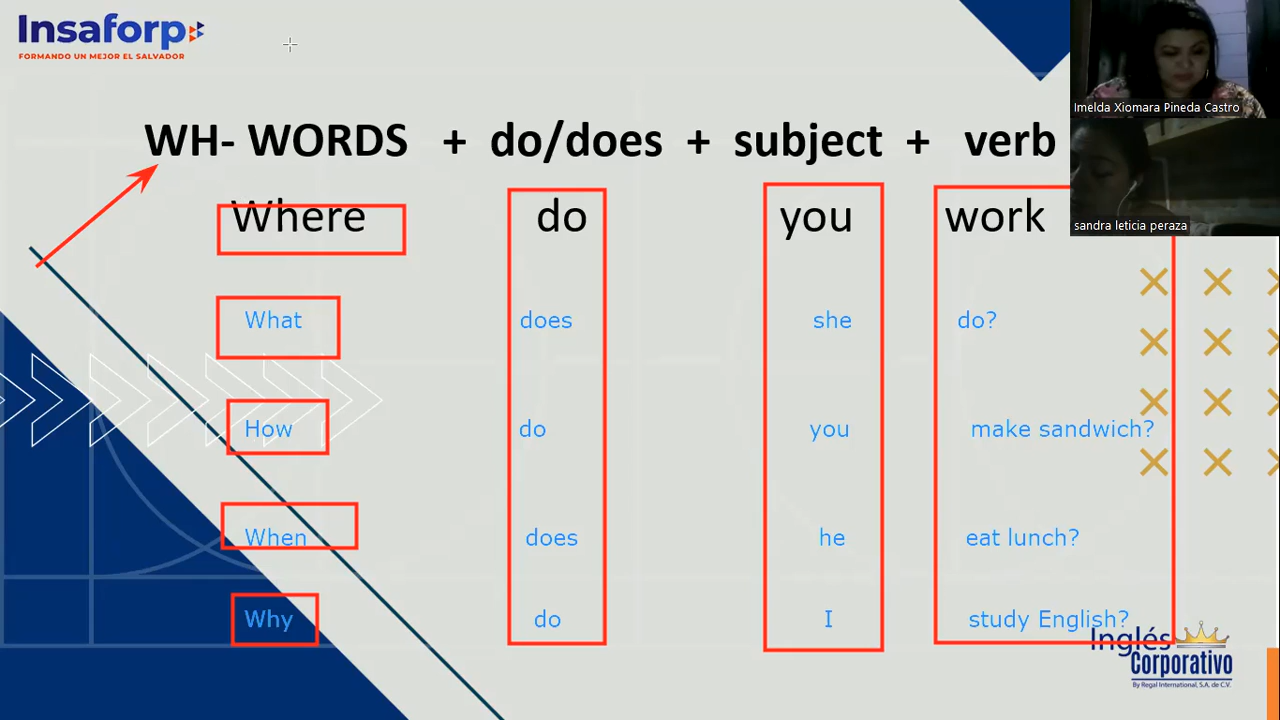 Insaforp
FORMANDO UN MEJOR EL SALVADOR
Imelda Xiomara Pineda Castro
WH- WORDS + do/does + subject + verb
Where do you work
sandra leticia peraza
What does she do?
How do you make sandwich?
When does he eat lunch?
Why do I study English?
Inglés
Corporativo
By Regal International, S.A. de C.V.